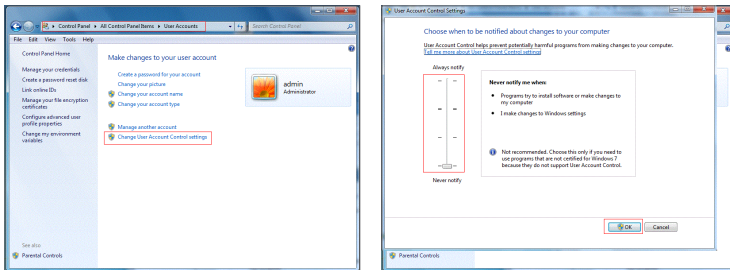 Control Panel ▸ All Control Panel Items ▸ User Accounts
Search Control Panel
File Edit View Tools Help
Control Panel Home
Manage your credentials
Create a password reset disk
Link online IDs
Manage your file encryption
certificates
Configure advanced user
profile properties
Change my environment
variables
See also
Parental Controls
Make changes to your user account
Create a password for your account
Change your picture
Change your account name
Change your account type
Manage another account
Change User Account Control settings
admin
Administrator
User Account Control Settings
Choose when to be notified about changes to your computer
User Account Control helps prevent potentially harmful programs from making changes to your computer.
Tell me more about User Account Control settings
Always notify
Never notify
Never notify me when:
• Programs try to install software or make changes to
my computer
• I make changes to Windows settings
Not recommended. Choose this only if you need to
use programs that are not certified for Windows 7
because they do not support User Account Control.
OK
Cancel
Parental Controls